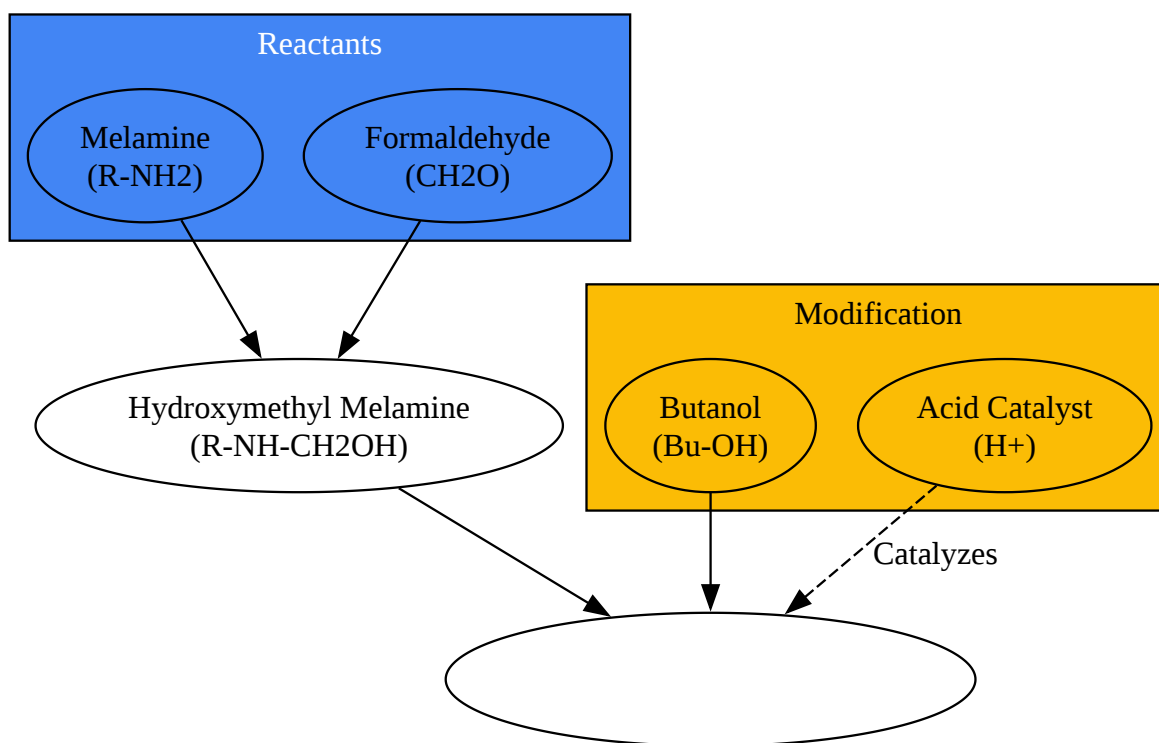 Reactants
Melamine
(R-NH2)
Formaldehyde
(CH2O)
Modification
Hydroxymethyl Melamine
(R-NH-CH2OH)
Butanol
(Bu-OH)
Acid Catalyst
(H+)
Catalyzes